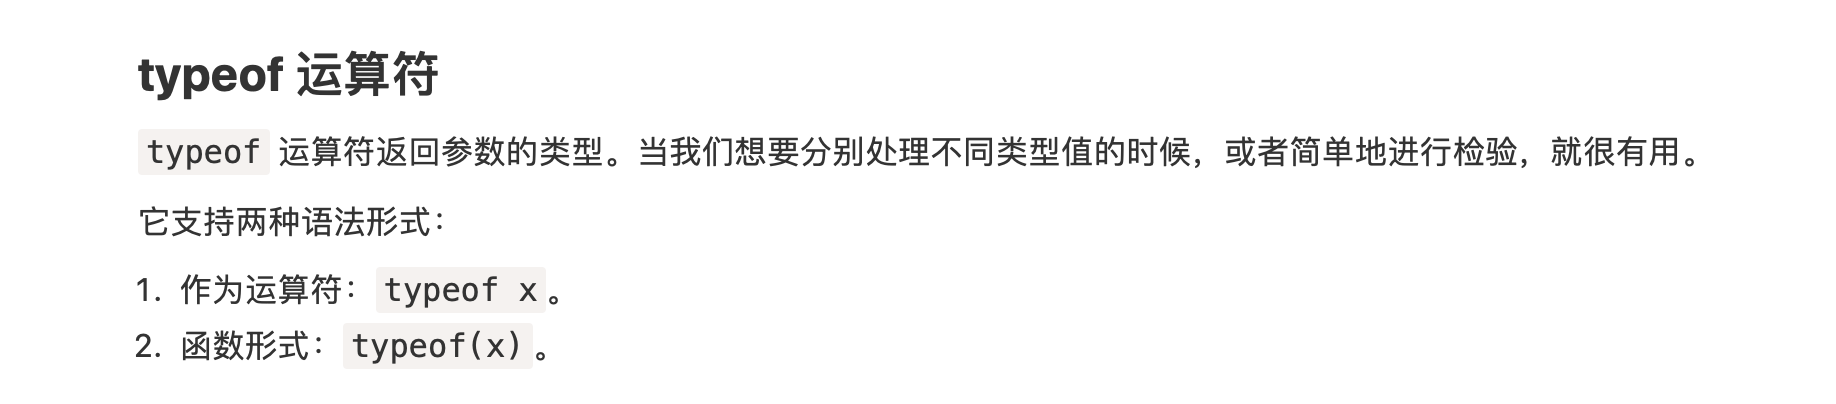 typeof 运算符
typeof 运算符返回参数的类型。当我们想要分别处理不同类型值的时候，或者简单地进行检验，就很有用。
它支持两种语法形式：
1. 作为运算符：typeof x。
2. 函数形式：typeof(x)。